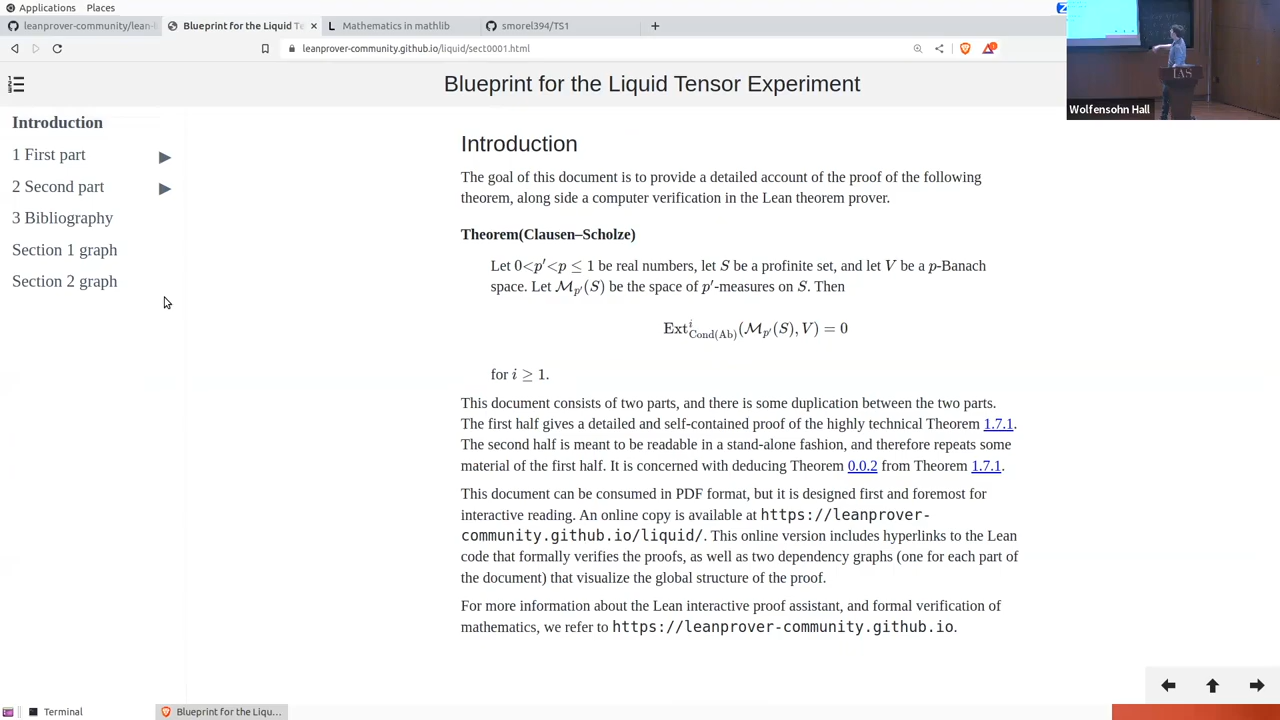 Applications Places
leanprover-community/lean-l
Blueprint for the Liquid Te
Mathematics in mathlib
smorel394/TS1
leanprover-community.github.io/liquid/sect0001.html
Blueprint for the Liquid Tensor Experiment
IAS
Wolfensohn Hall
Introduction
1 First part
2 Second part
3 Bibliography
Section 1 graph
Section 2 graph
Introduction
The goal of this document is to provide a detailed account of the proof of the following
theorem, along side a computer verification in the Lean theorem prover.
Theorem(Clausen–Scholze)
Let 0<p′<p ≤ 1 be real numbers, let S be a profinite set, and let V be a p-Banach
space. Let ℳp′(S) be the space of p′-measures on S. Then
Ext^i_Cond(Ab)(ℳp′(S), V) = 0
for i ≥ 1.
This document consists of two parts, and there is some duplication between the two parts.
The first half gives a detailed and self-contained proof of the highly technical Theorem 1.7.1.
The second half is meant to be readable in a stand-alone fashion, and therefore repeats some
material of the first half. It is concerned with deducing Theorem 0.0.2 from Theorem 1.7.1.
This document can be consumed in PDF format, but it is designed first and foremost for
interactive reading. An online copy is available at https://leanprover-
community.github.io/liquid/. This online version includes hyperlinks to the Lean
code that formally verifies the proofs, as well as two dependency graphs (one for each part of
the document) that visualize the global structure of the proof.
For more information about the Lean interactive proof assistant, and formal verification of
mathematics, we refer to https://leanprover-community.github.io.
Terminal
Blueprint for the Liqu...